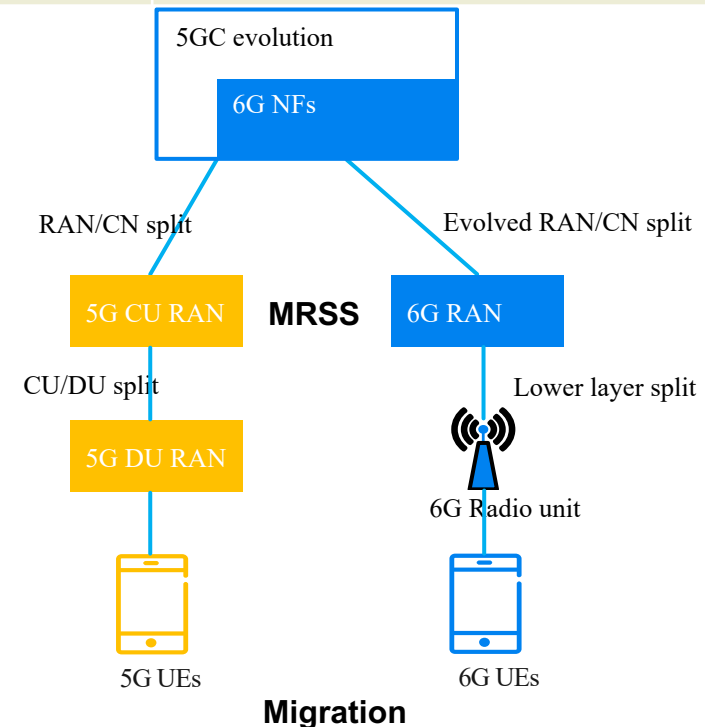 5GC evolution
6G NFs
RAN/CN split
Evolved RAN/CN split
5G CU RAN
MRSS
6G RAN
CU/DU split
Lower layer split
5G DU RAN
6G Radio unit
5G UEs
6G UEs
Migration